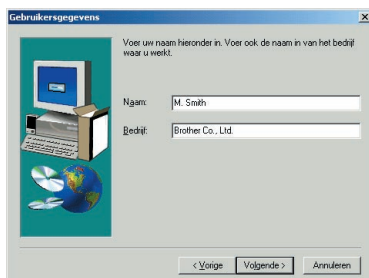 Gebruikersgegevens
Voer uw naam hieronder in. Voer ook de naam in van het bedrijf
waar u werkt.
Naam: M. Smith
Bedrijf: Brother Co., Ltd.
< Vorige Volgende > Annuleren